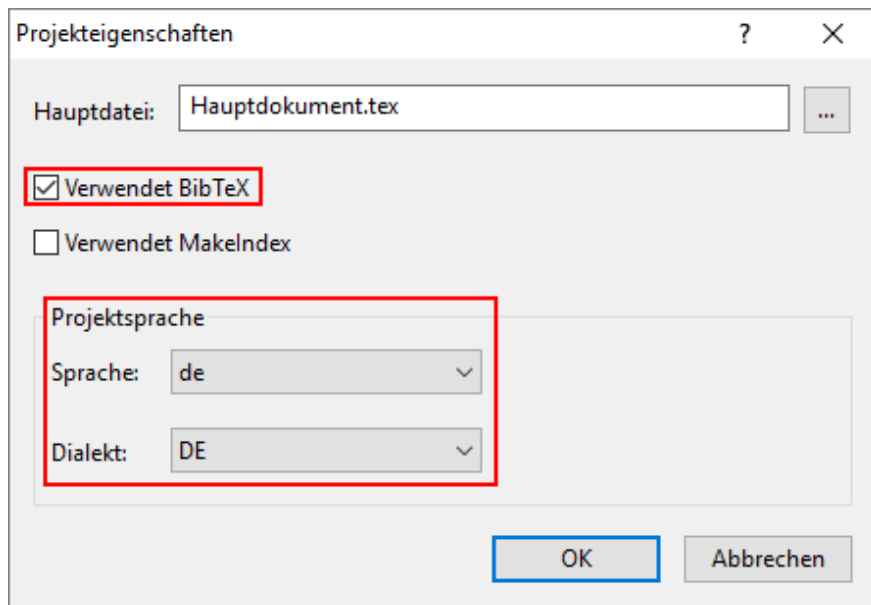 Projekteigenschaften ?
Hauptdatei: Hauptdokument.tex ...
Verwendet BibTeX
Verwendet MakeIndex
Projektsprache
Sprache: de
Dialekt: DE
OK Abbrechen